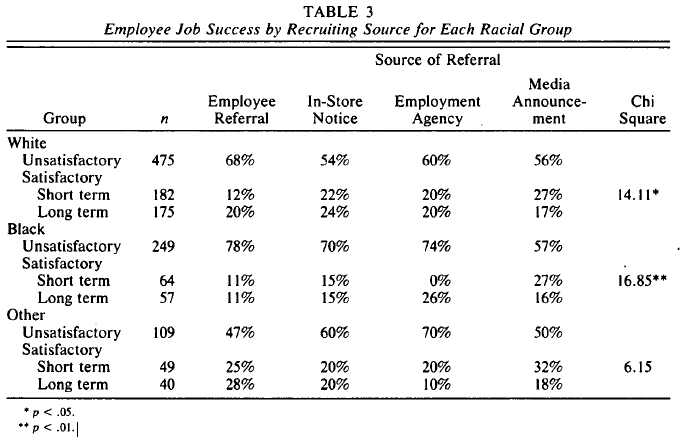 TABLE 3
Employee Job Success by Recruiting Source for Each Racial Group
Source of Referral
Media
Employee In-Store Employment Announce- Chi
Group n Referral Notice Agency ment Square
White
Unsatisfactory 475 68% 54% 60% 56%
Satisfactory
Short term 182 12% 22% 20% 27% 14.11*
Long term 175 20% 24% 20% 17%
Black
Unsatisfactory 249 78% 70% 74% 57%
Satisfactory
Short term 64 11% 15% 0% 27% 16.85**
Long term 57 11% 15% 26% 16%
Other
Unsatisfactory 109 47% 60% 70% 50%
Satisfactory
Short term 49 25% 20% 20% 32% 6.15
Long term 40 28% 20% 10% 18%
* p < .05.
** p < .01.